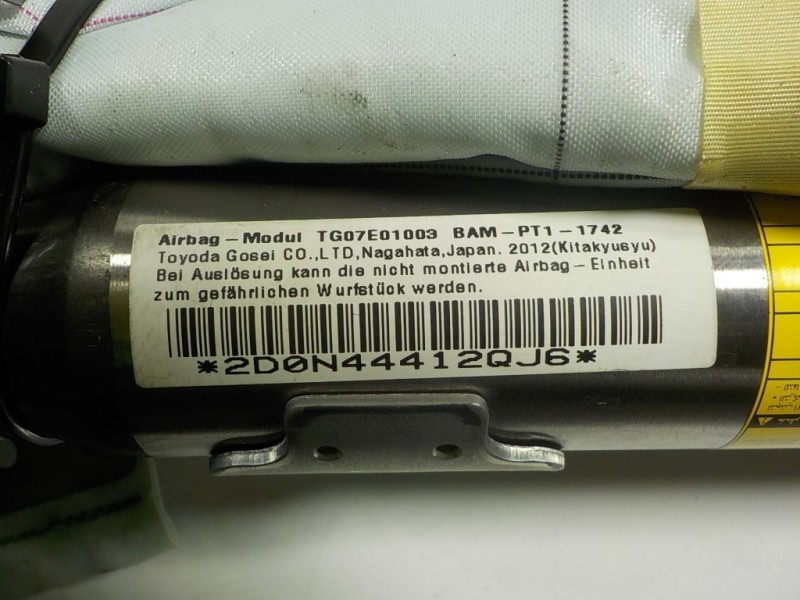 Airbag-Modul TG07E01003 BAM-PT1-1742
Toyoda Gosei CO.,LTD,Nagahata,Japan. 2012(Kitakyusyu)
Bei Auslösung kann die nicht montierte Airbag-Einheit
zum gefährlichen Wurfstück werden.
*2D0N44412QJ6*